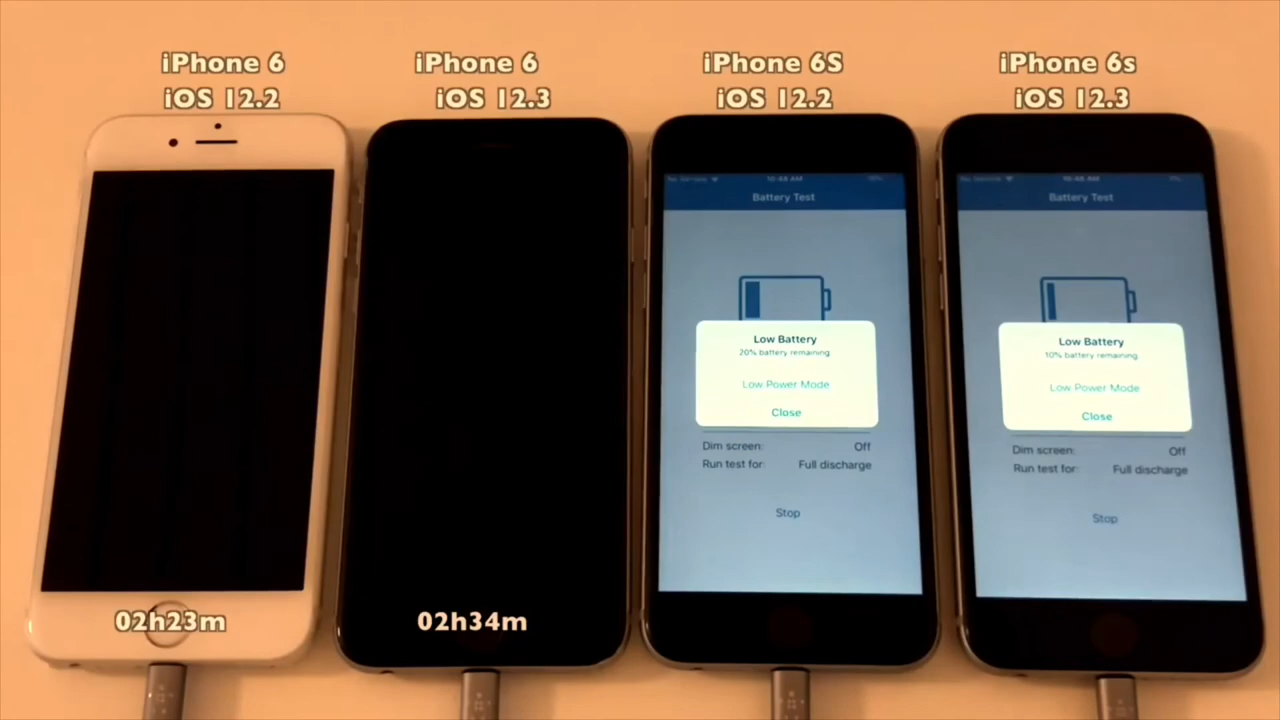 iPhone 6
iOS 12.2
iPhone 6
iOS 12.3
iPhone 6S
iOS 12.2
iPhone 6s
iOS 12.3
10:48 AM
Battery Test
Low Battery
20% battery remaining
Low Power Mode
Close
Dim screen: Off
Run test for: Full discharge
Stop
Battery Test
Low Battery
10% battery remaining
Low Power Mode
Close
Dim screen: Off
Run test for: Full discharge
Stop
02h23m
02h34m